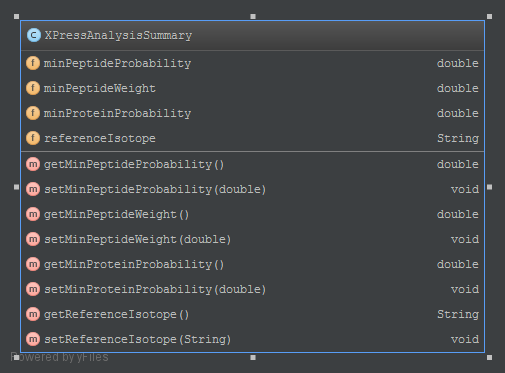 C XPressAnalysisSummary
f minPeptideProbability double
f minPeptideWeight double
f minProteinProbability double
f referenceIsotope String
m getMinPeptideProbability() double
m setMinPeptideProbability(double) void
m getMinPeptideWeight() double
m setMinPeptideWeight(double) void
m getMinProteinProbability() double
m setMinProteinProbability(double) void
m getReferenceIsotope() String
m setReferenceIsotope(String) void
Powered by yFiles